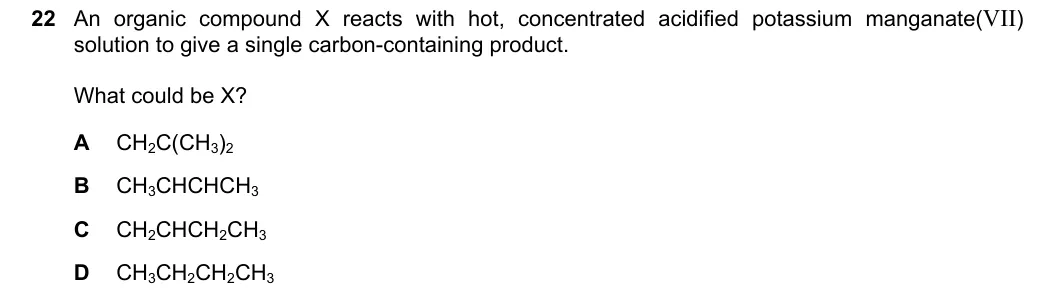 22 An organic compound X reacts with hot, concentrated acidified potassium manganate(VII)
solution to give a single carbon-containing product.
What could be X?
A CH₂C(CH₃)₂
B CH₃CHCHCH₃
C CH₂CHCH₂CH₃
D CH₃CH₂CH₂CH₃